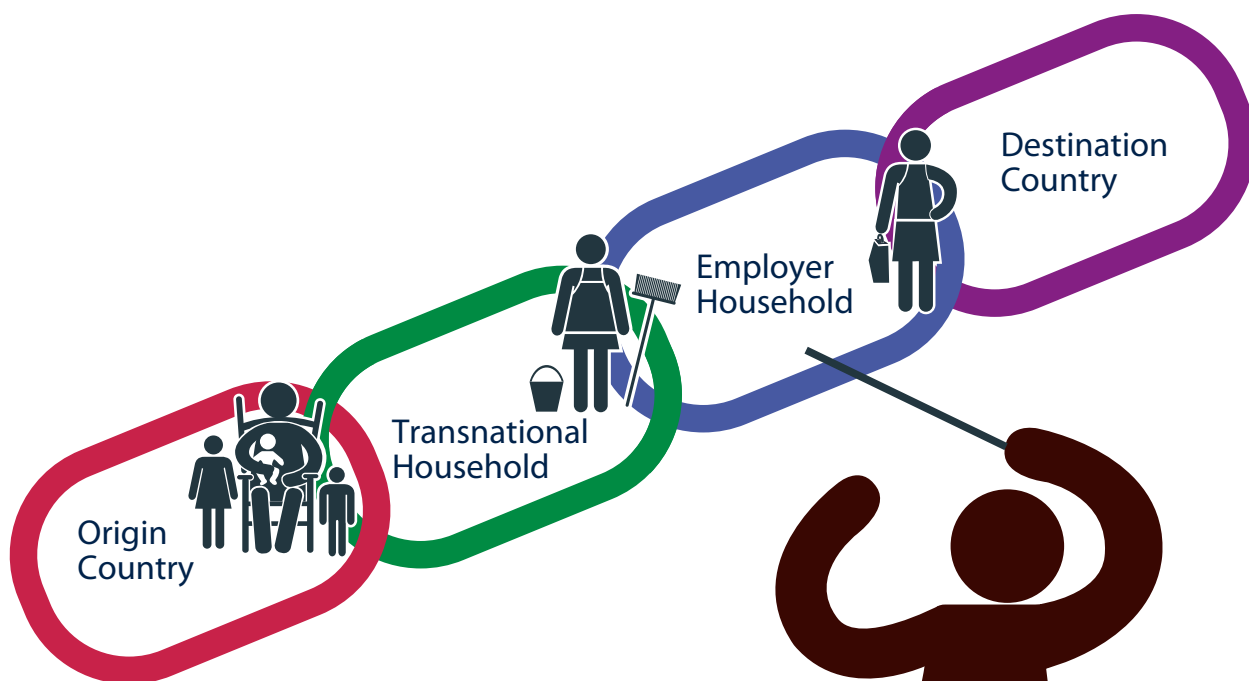 Destination
Country
Employer
Household
Transnational
Household
Origin
Country